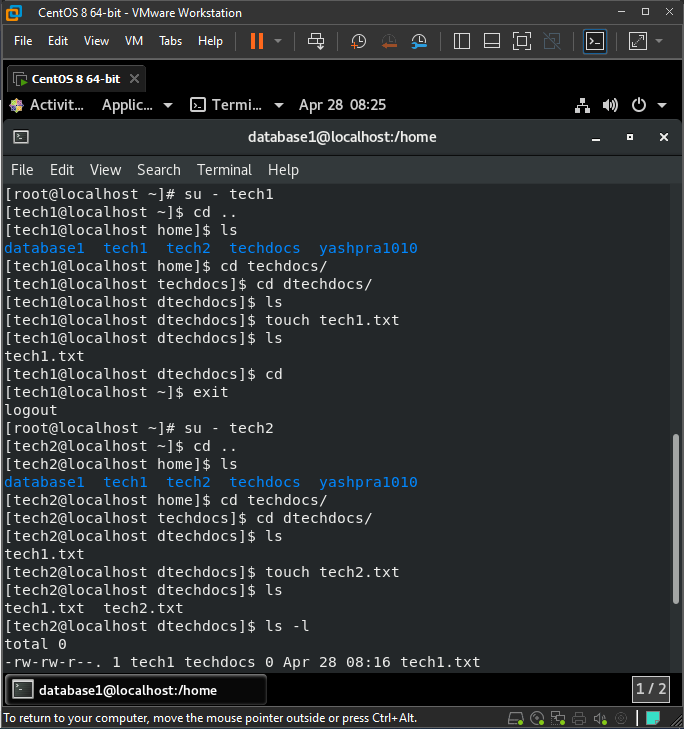 CentOS 8 64-bit - VMware Workstation
File Edit View VM Tabs Help
CentOS 8 64-bit
Activit... Applic... Termi... Apr 28 08:25
database1@localhost:/home
File Edit View Search Terminal Help
[root@localhost ~]# su - tech1
[tech1@localhost ~]$ cd ..
[tech1@localhost home]$ ls
database1 tech1 tech2 techdocs yashpra1010
[tech1@localhost home]$ cd techdocs/
[tech1@localhost techdocs]$ cd dtechdocs/
[tech1@localhost dtechdocs]$ ls
[tech1@localhost dtechdocs]$ touch tech1.txt
[tech1@localhost dtechdocs]$ ls
tech1.txt
[tech1@localhost dtechdocs]$ cd
[tech1@localhost ~]$ exit
logout
[root@localhost ~]# su - tech2
[tech2@localhost ~]$ cd ..
[tech2@localhost home]$ ls
database1 tech1 tech2 techdocs yashpra1010
[tech2@localhost home]$ cd techdocs/
[tech2@localhost techdocs]$ cd dtechdocs/
[tech2@localhost dtechdocs]$ ls
tech1.txt
[tech2@localhost dtechdocs]$ touch tech2.txt
[tech2@localhost dtechdocs]$ ls
tech1.txt tech2.txt
[tech2@localhost dtechdocs]$ ls -l
total 0
-rw-rw-r--. 1 tech1 techdocs 0 Apr 28 08:16 tech1.txt
database1@localhost:/home
1 / 2
To return to your computer, move the mouse pointer outside or press Ctrl+Alt.